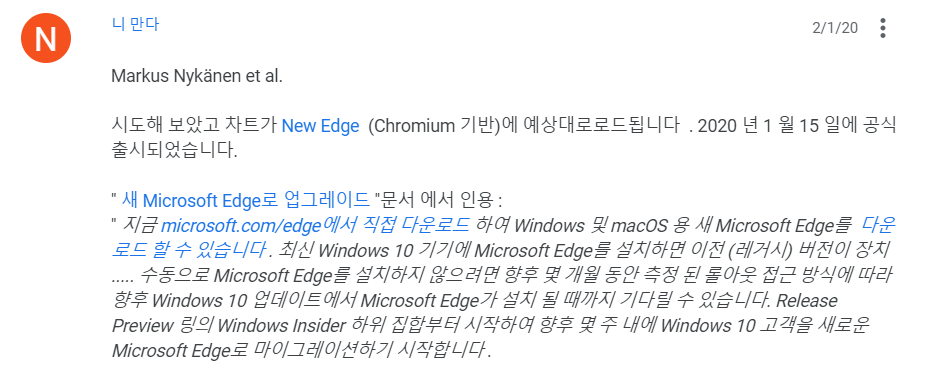 N
니 만다
2/1/20
Markus Nykänen et al.
시도해 보았고 차트가 New Edge (Chromium 기반)에 예상대로로드됩니다 . 2020 년 1 월 15 일에 공식
출시되었습니다.
" 새 Microsoft Edge로 업그레이드 "문서 에서 인용 :
" 지금 microsoft.com/edge에서 직접 다운로드 하여 Windows 및 macOS 용 새 Microsoft Edge를 다운
로드 할 수 있습니다 . 최신 Windows 10 기기에 Microsoft Edge를 설치하면 이전 (레거시) 버전이 장치
..... 수동으로 Microsoft Edge를 설치하지 않으려면 향후 몇 개월 동안 측정 된 롤아웃 접근 방식에 따라
향후 Windows 10 업데이트에서 Microsoft Edge가 설치 될 때까지 기다릴 수 있습니다. Release
Preview 링의 Windows Insider 하위 집합부터 시작하여 향후 몇 주 내에 Windows 10 고객을 새로운
Microsoft Edge로 마이그레이션하기 시작합니다 .